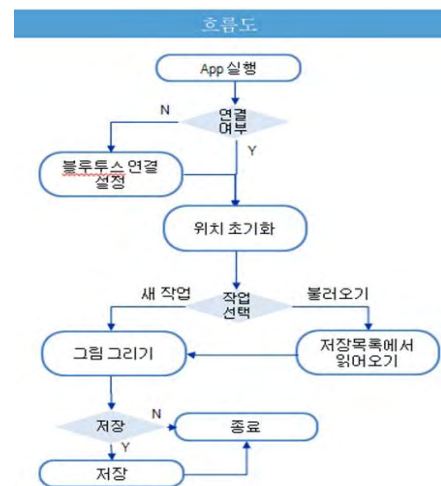 흐름도
App 실행
N
연결
여부
Y
블루투스 연결
설정
위치 초기화
새 작업
작업
선택
불러오기
그림 그리기
저장목록에서
읽어오기
저장
N
종료
Y
저장